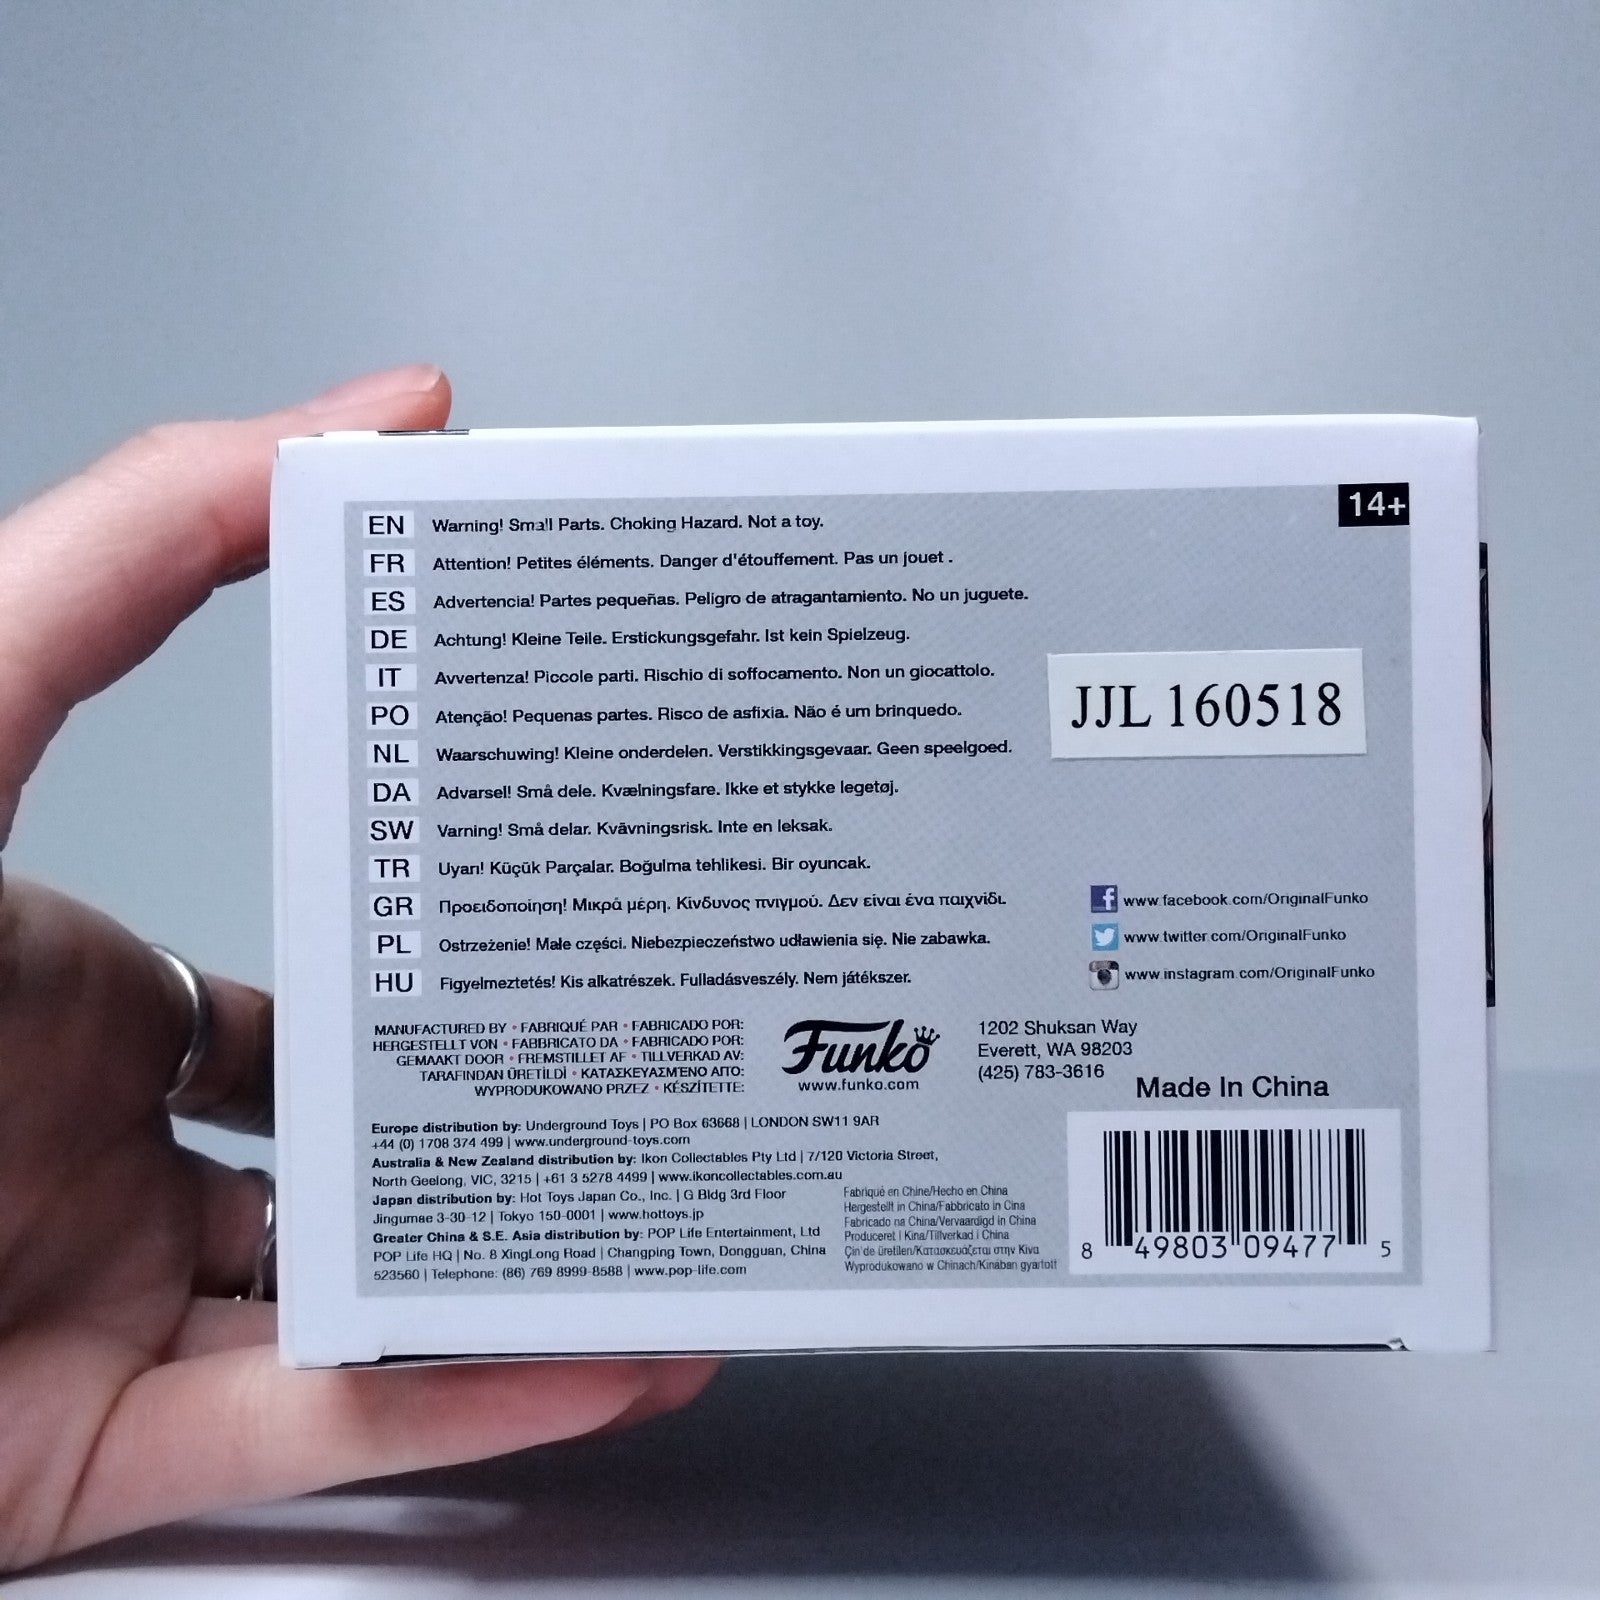 14+
EN Warning! Small Parts. Choking Hazard. Not a toy.
FR Attention! Petites éléments. Danger d'étouffement. Pas un jouet .
ES Advertencia! Partes pequeñas. Peligro de atragantamiento. No un juguete.
DE Achtung! Kleine Teile. Erstickungsgefahr. Ist kein Spielzeug.
IT Avvertenza! Piccole parti. Rischio di soffocamento. Non un giocattolo.
PO Atenção! Pequenas partes. Risco de asfixia. Não é um brinquedo.
NL Waarschuwing! Kleine onderdelen. Verstikkingsgevaar. Geen speelgoed.
DA Advarsel! Små dele. Kvælningsfare. Ikke et stykke legetøj.
SW Varning! Små delar. Kvävningsrisk. Inte en leksak.
TR Uyarı! Küçük Parçalar. Boğulma tehlikesi. Bir oyuncak.
GR Προειδοποίηση! Μικρά μέρη. Κίνδυνος πνιγμού. Δεν είναι ένα παιχνίδι.
PL Ostrzeżenie! Małe części. Niebezpieczeństwo udławienia się. Nie zabawka.
HU Figyelmeztetés! Kis alkatrészek. Fulladásveszély. Nem játékszer.
JJL 160518
www.facebook.com/OriginalFunko
www.twitter.com/OriginalFunko
www.instagram.com/OriginalFunko
MANUFACTURED BY • FABRIQUÉ PAR • FABRICADO POR:
HERGESTELLT VON • FABBRICATO DA • FABRICADO POR:
GEMAAKT DOOR • FREMSTILLET AF • TILLVERKAD AV:
TARAFINDAN ÜRETİLDİ • ΚΑΤΑΣΚΕΥΑΣΜΈΝΟ ΑΠΌ:
WYPRODUKOWANO PRZEZ • KÉSZÍTETTE:
Funko
www.funko.com
1202 Shuksan Way
Everett, WA 98203
(425) 783-3616
Made In China
Europe distribution by: Underground Toys | PO Box 63668 | LONDON SW11 9AR
+44 (0) 1708 374 499 | www.underground-toys.com
Australia & New Zealand distribution by: Ikon Collectables Pty Ltd | 7/120 Victoria Street,
North Geelong, VIC, 3215 | +61 3 5278 4499 | www.ikoncollectables.com.au
Japan distribution by: Hot Toys Japan Co., Inc. | G Bldg 3rd Floor
Jingumae 3-30-12 | Tokyo 150-0001 | www.hottoys.jp
Greater China & S.E. Asia distribution by: POP Life Entertainment, Ltd
POP Life HQ | No. 8 XingLong Road | Changping Town, Dongguan, China
523560 | Telephone: (86) 769 8999-8588 | www.pop-life.com
Fabriqué en Chine/Hecho en China
Hergestellt in China/Fabbricato in Cina
Fabricado na China/Vervaardigd in China
Produceret i Kina/Tillverkad i China
Çin'de üretilen/Κατασκευάζεται στην Κίνα
Wyprodukowano w Chinach/Kínában gyártott
8 49803 09477 5